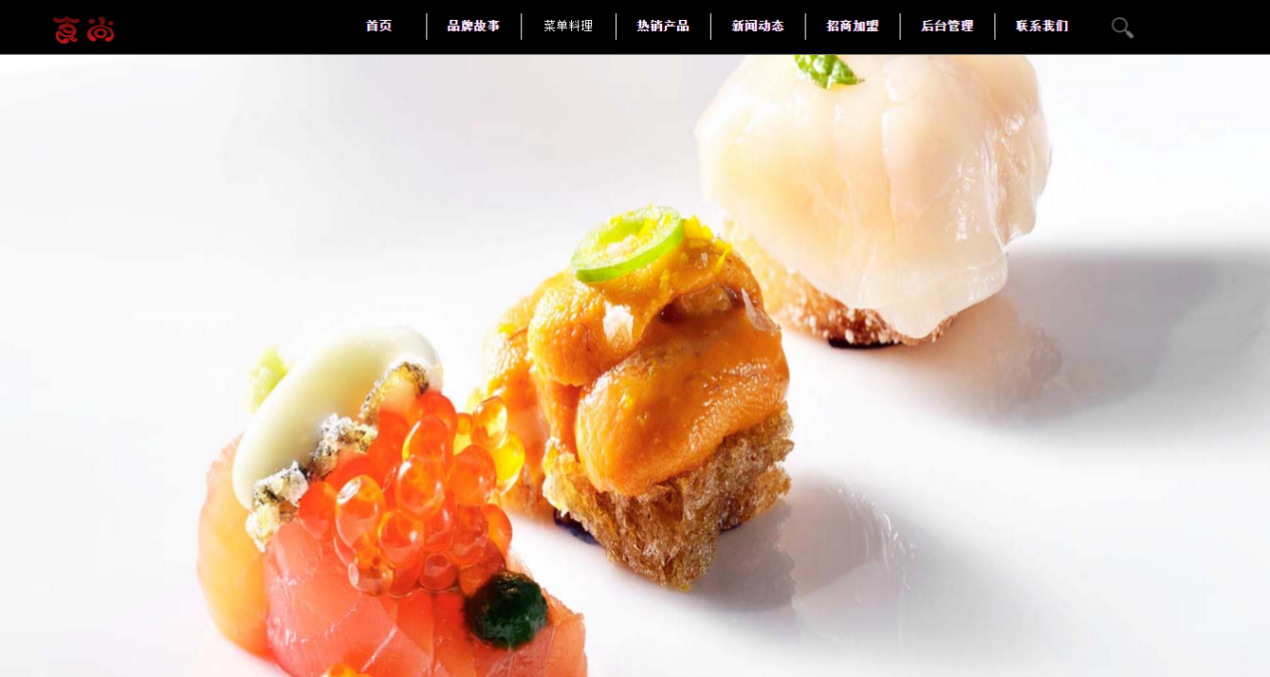 食尚
首页
品牌故事
菜单料理
热销产品
新闻动态
招商加盟
后台管理
联系我们